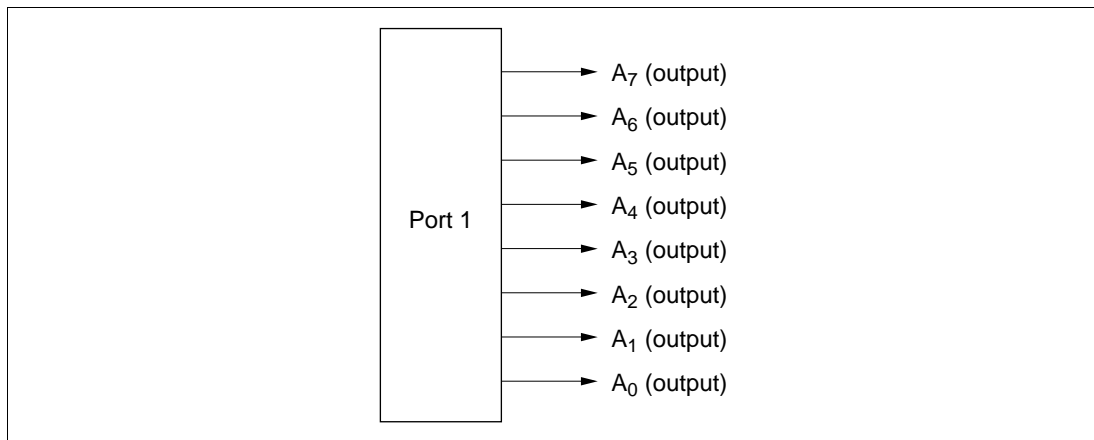 A7 (output)
A6 (output)
A5 (output)
A4 (output)
Port 1
A3 (output)
A2 (output)
A1 (output)
A0 (output)